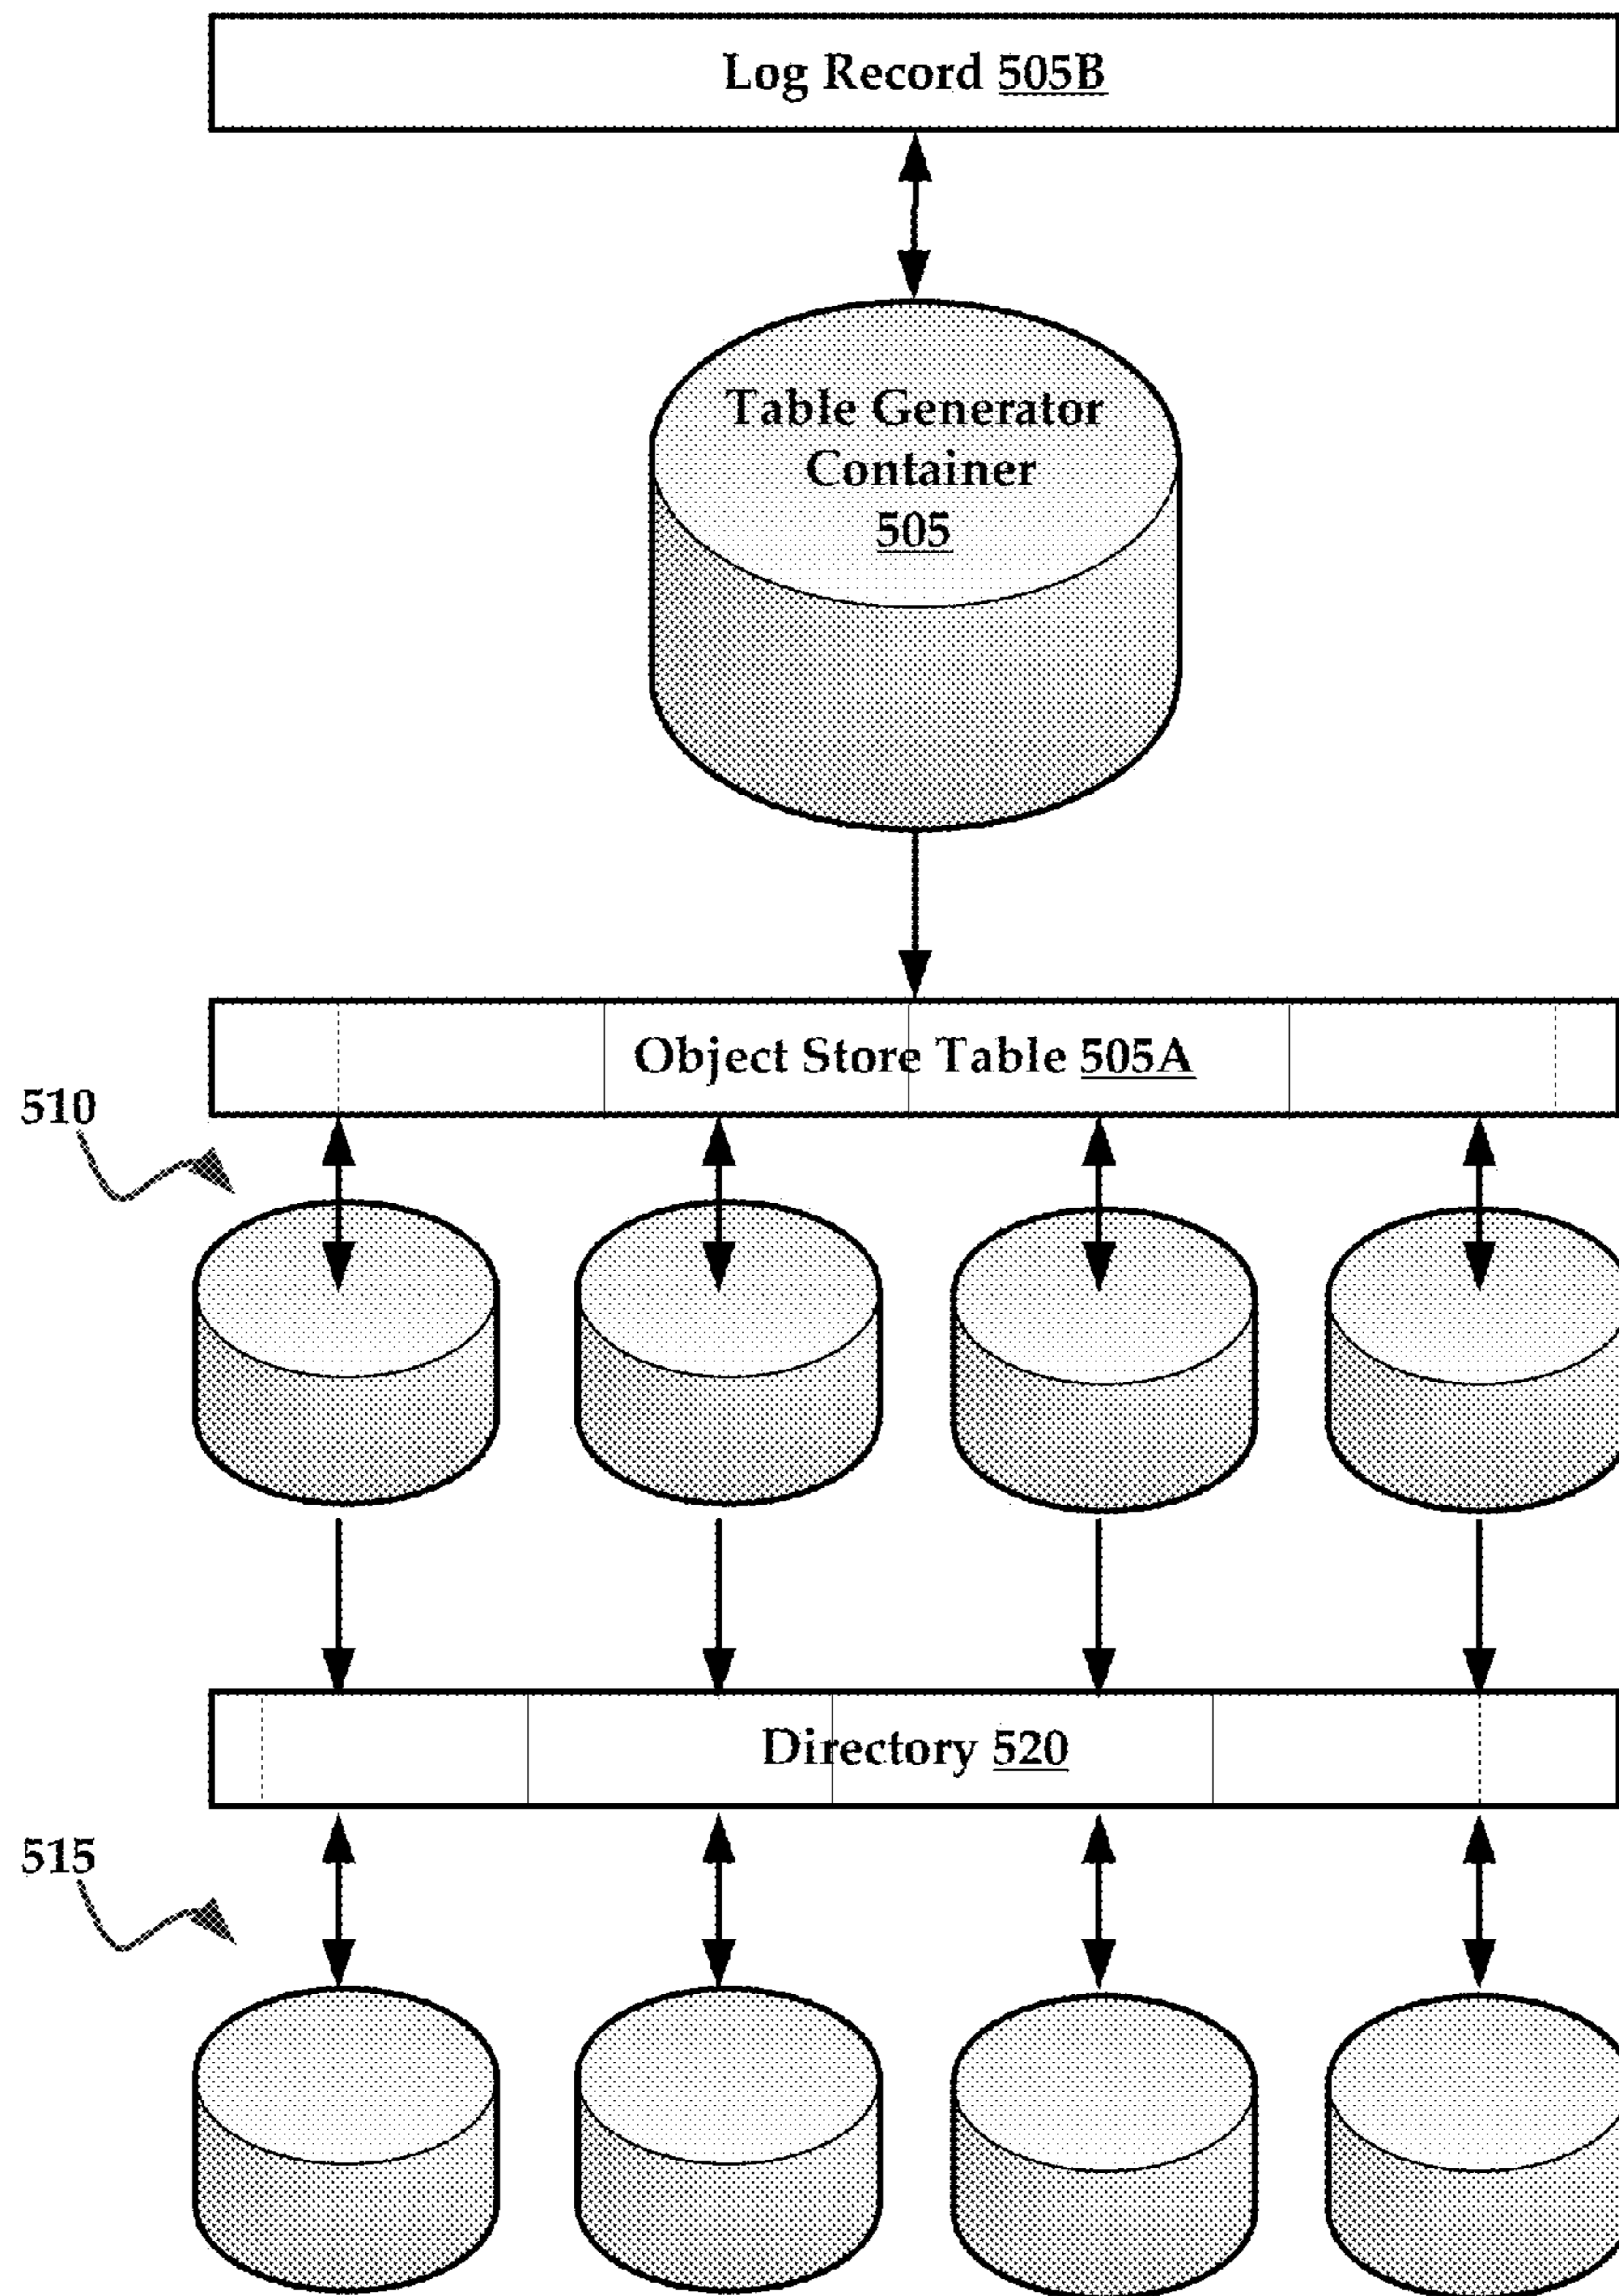 Log Record 505B
Table Generator
Container
505
Object Store Table 505A
510
Directory 520
515